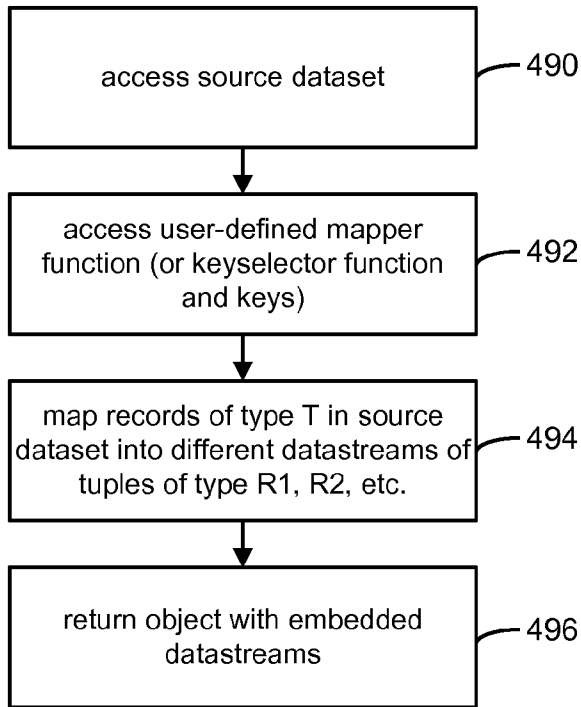 access source dataset
490
access user-defined mapper
function (or keyselector function
and keys)
492
map records of type T in source
dataset into different datastreams of
tuples of type R1, R2, etc.
494
return object with embedded
datastreams
496